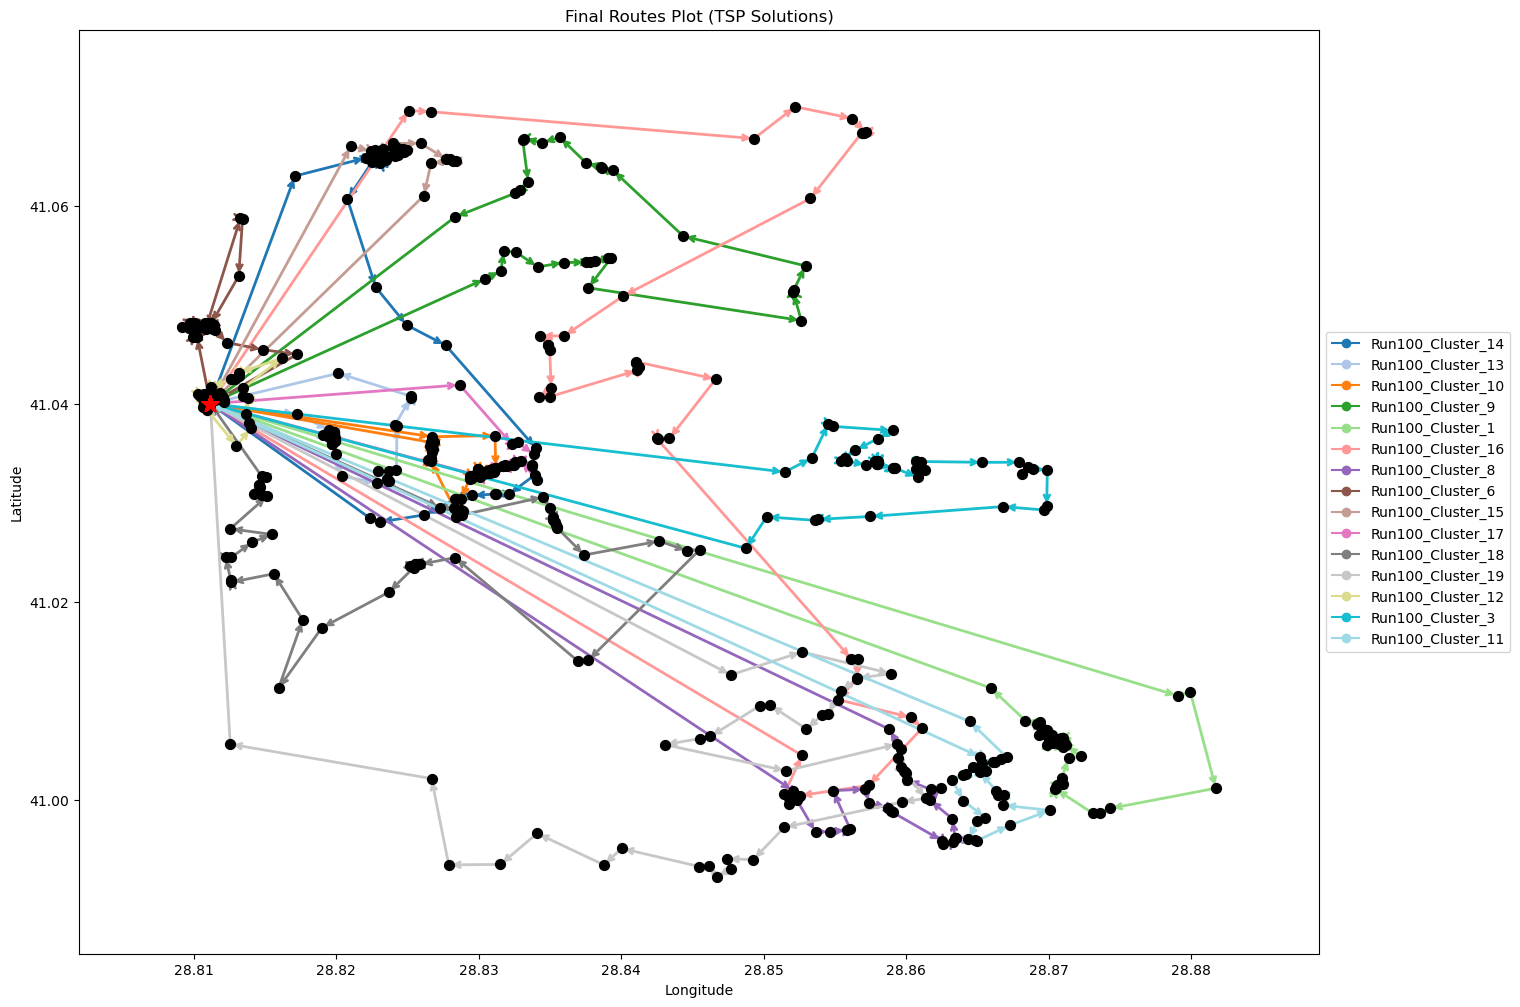 Final Routes Plot (TSP Solutions)
Latitude
41.06
41.04
41.02
41.00
28.81
28.82
28.83
28.84
28.85
28.86
28.87
28.88
Longitude
Run100_Cluster_14
Run100_Cluster_13
Run100_Cluster_10
Run100_Cluster_9
Run100_Cluster_1
Run100_Cluster_16
Run100_Cluster_8
Run100_Cluster_6
Run100_Cluster_15
Run100_Cluster_17
Run100_Cluster_18
Run100_Cluster_19
Run100_Cluster_12
Run100_Cluster_3
Run100_Cluster_11